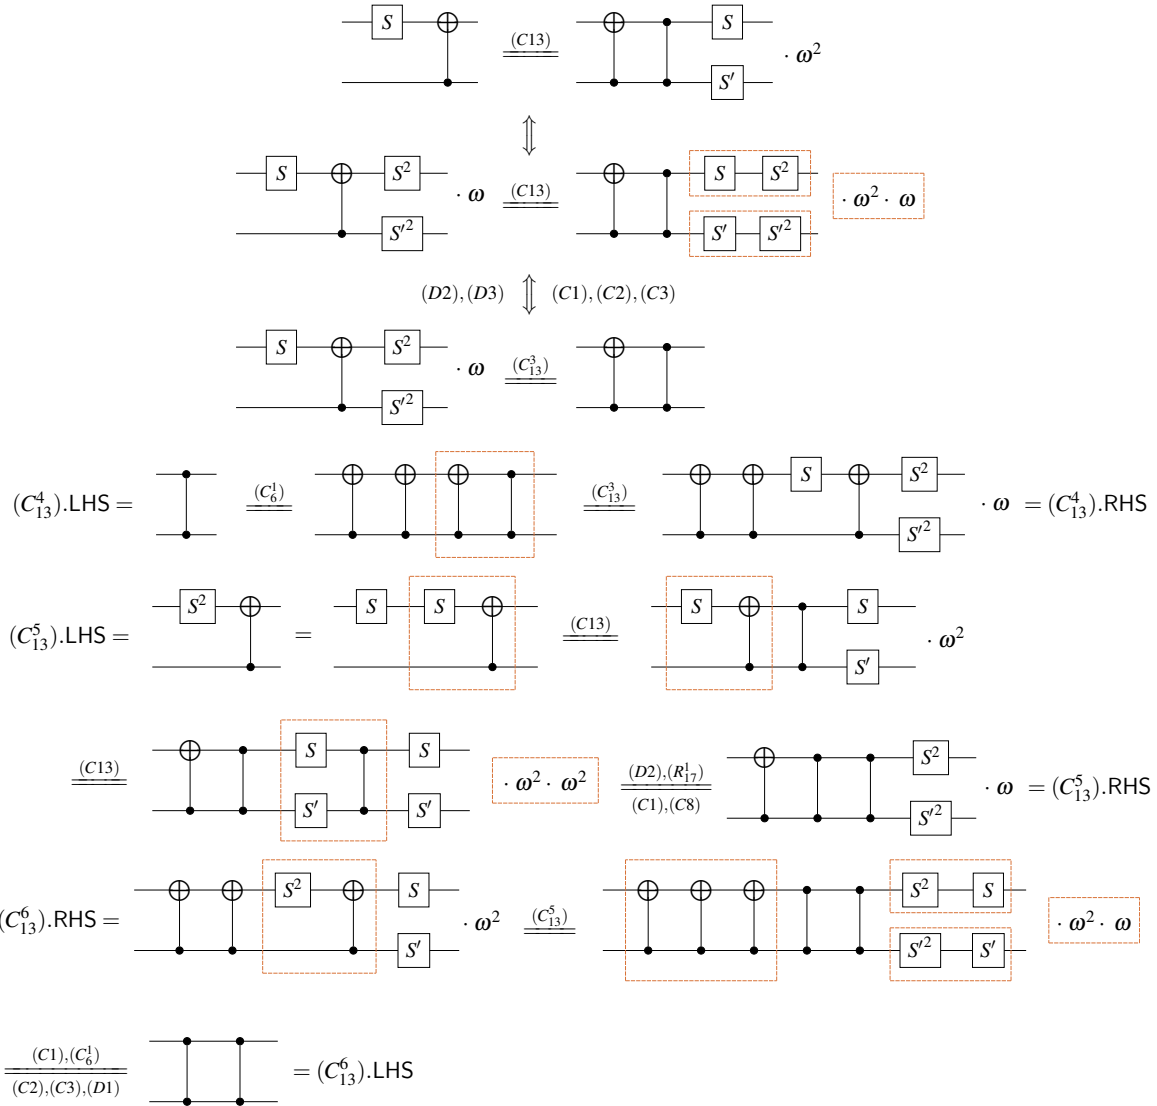 S (C13) S S′ · ω²
S S² S′² · ω (C13) S S² S′ S′² · ω² · ω
(D2),(D3) ⇕ (C1),(C2),(C3)
S S² S′² · ω (C³₁₃)
(C⁴₁₃).LHS = (C¹₆) (C³₁₃) S S² S′² · ω = (C⁴₁₃).RHS
(C⁵₁₃).LHS = S² = S S (C13) S S S′ · ω²
(C13) S S′ S S′ · ω² · ω² (D2),(R¹₁₇) (C1),(C8) S² S′² · ω = (C⁵₁₃).RHS
(C⁶₁₃).RHS = S² S S′ · ω² (C⁵₁₃) S² S S′² S′ · ω² · ω
(C1),(C¹₆) (C2),(C3),(D1) = (C⁶₁₃).LHS